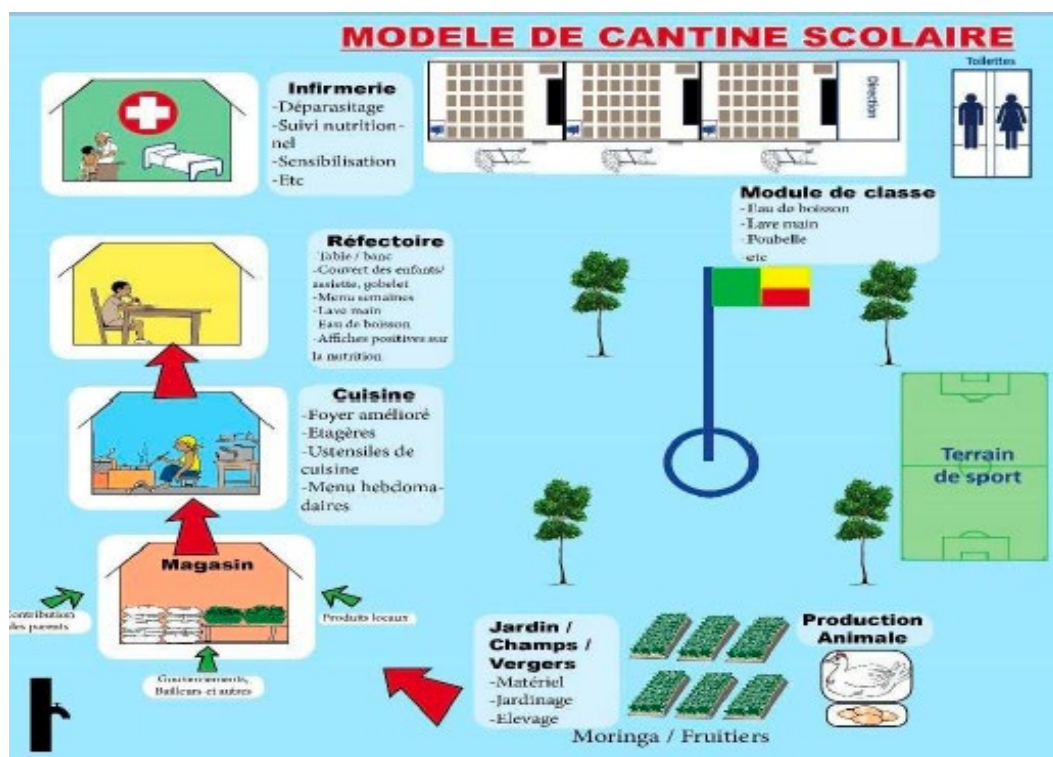 MODELE DE CANTINE SCOLAIRE
Infirmerie
-Déparasitage
-Suivi nutrition-
nel
-Sensibilisation
-Etc
Direction
Toilettes
Module de classe
-Eau de boisson
-Lave main
-Poubelle
etc
Réfectoire
Table / banc
-Couvert des enfants/
assiette, gobelet
-Menu semaines
-Lave main
Eau de boisson
-Affiches positives sur
la nutrition
Cuisine
-Foyer amélioré
-Etagères
-Ustensiles de
cuisine
-Menu hebdoma-
daires
Terrain
de sport
Magasin
Contribution
des parents
Produits locaux
Gouvernements,
Bailleurs et autres
Jardin /
Champs /
Vergers
-Matériel
-Jardinage
-Elevage
Production
Animale
Moringa / Fruitiers